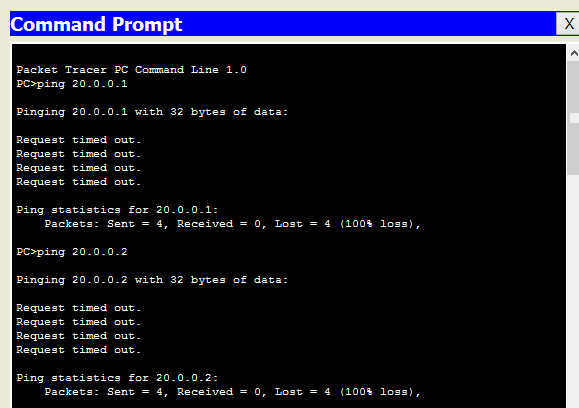 Command Prompt
X
Packet Tracer PC Command Line 1.0
PC>ping 20.0.0.1
Pinging 20.0.0.1 with 32 bytes of data:
Request timed out.
Request timed out.
Request timed out.
Request timed out.
Ping statistics for 20.0.0.1:
    Packets: Sent = 4, Received = 0, Lost = 4 (100% loss),
PC>ping 20.0.0.2
Pinging 20.0.0.2 with 32 bytes of data:
Request timed out.
Request timed out.
Request timed out.
Request timed out.
Ping statistics for 20.0.0.2:
    Packets: Sent = 4, Received = 0, Lost = 4 (100% loss),